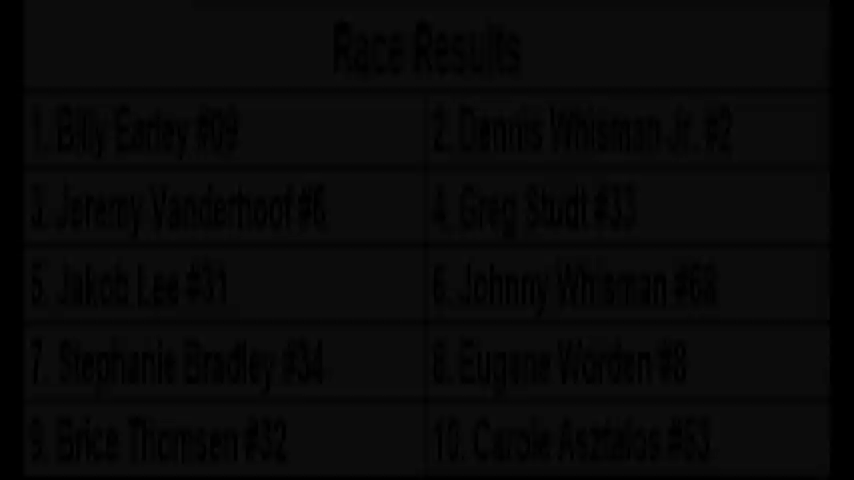 Race Results
1. Billy Earley #09
2. Dennis Whisman Jr. #2
3. Jeremy Vanderhoof #6
4. Greg Studt #33
5. Jakob Lee #31
6. Johnny Whisman #68
7. Stephanie Bradley #34
8. Eugene Worden #8
9. Brice Thomsen #32
10. Carole Asztalos #53